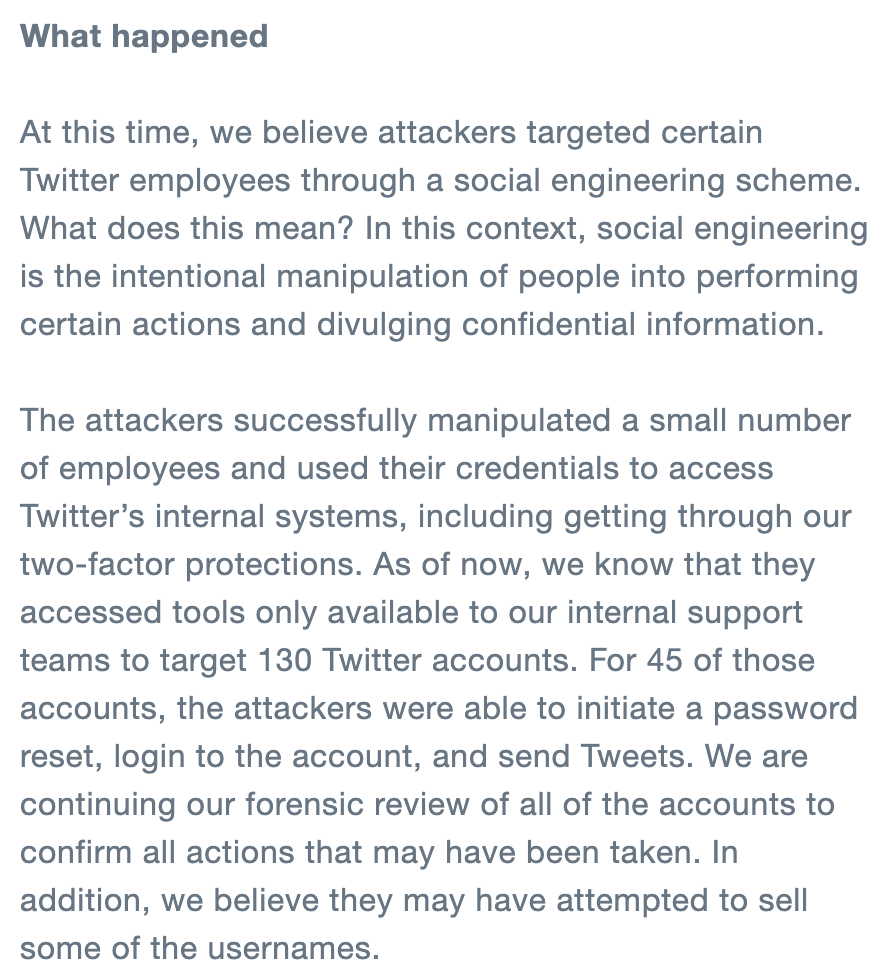 What happened
At this time, we believe attackers targeted certain
Twitter employees through a social engineering scheme.
What does this mean? In this context, social engineering
is the intentional manipulation of people into performing
certain actions and divulging confidential information.
The attackers successfully manipulated a small number
of employees and used their credentials to access
Twitter’s internal systems, including getting through our
two-factor protections. As of now, we know that they
accessed tools only available to our internal support
teams to target 130 Twitter accounts. For 45 of those
accounts, the attackers were able to initiate a password
reset, login to the account, and send Tweets. We are
continuing our forensic review of all of the accounts to
confirm all actions that may have been taken. In
addition, we believe they may have attempted to sell
some of the usernames.